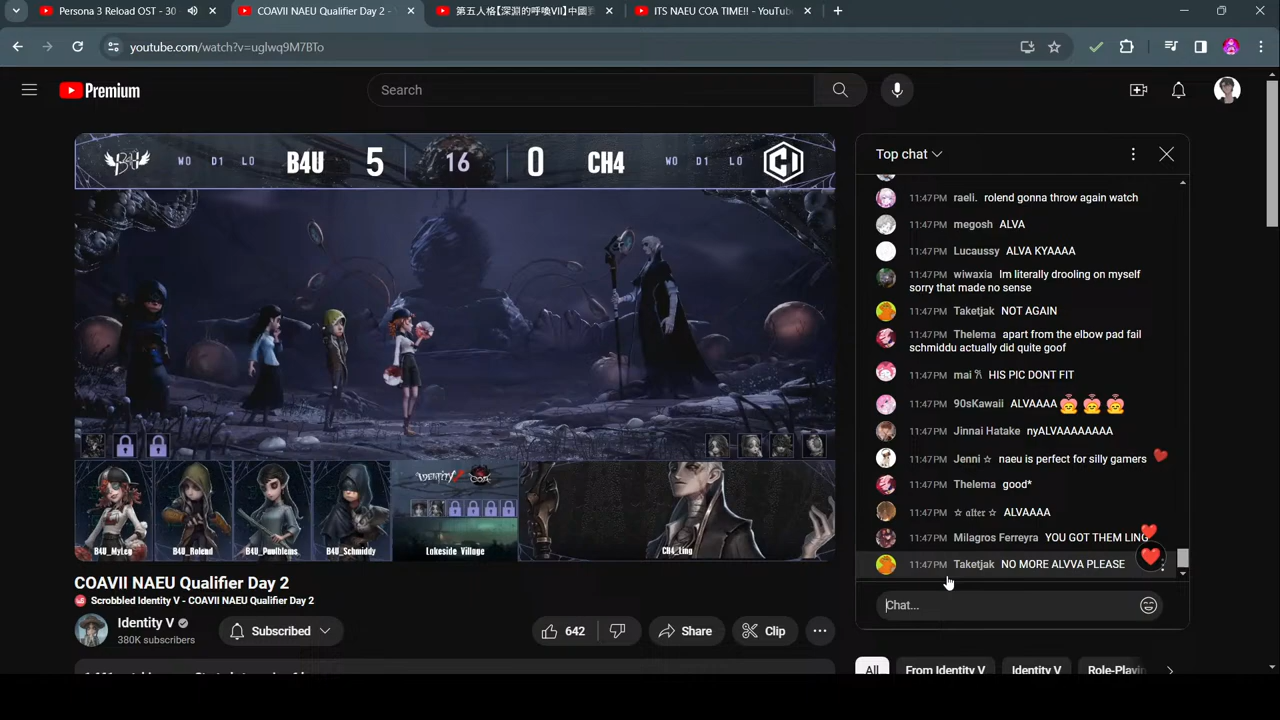 Persona 3 Reload OST - 30
COAVII NAEU Qualifier Day 2 -
第五人格【深淵の呼喚VII】中國
ITS NAEU COA TIME!! - YouTub
youtube.com/watch?v=uglwq9M7BTo
Premium
Search
W0 D1 L0 B4U 5 16 0 CH4 W0 D1 L0
B4U_MyLeg
B4U_Rolend
B4U_Paulblems
B4U_Schmiddy
IDENTITY V
Lakeside Village
CH4_Ling
COAVII NAEU Qualifier Day 2
Scrobbled Identity V - COAVII NAEU Qualifier Day 2
Identity V
380K subscribers
Subscribed
642
Share
Clip
Top chat
11:47 PM raeli. rolend gonna throw again watch
11:47 PM megosh ALVA
11:47 PM Lucaussy ALVA KYAAAA
11:47 PM wiwaxia Im literally drooling on myself
sorry that made no sense
11:47 PM Taketjak NOT AGAIN
11:47 PM Thelema apart from the elbow pad fail
schmiddu actually did quite goof
11:47 PM mai HIS PIC DONT FIT
11:47 PM 90sKawaii ALVAAAA
11:47 PM Jinnai Hatake nyALVAAAAAAAA
11:47 PM Jenni ☆ naeu is perfect for silly gamers
11:47 PM Thelema good*
11:47 PM ☆ alter ☆ ALVAAAA
11:47 PM Milagros Ferreyra YOU GOT THEM LING
11:47 PM Taketjak NO MORE ALVVA PLEASE
Chat...
All
From Identity V
Identity V
Role-Playin